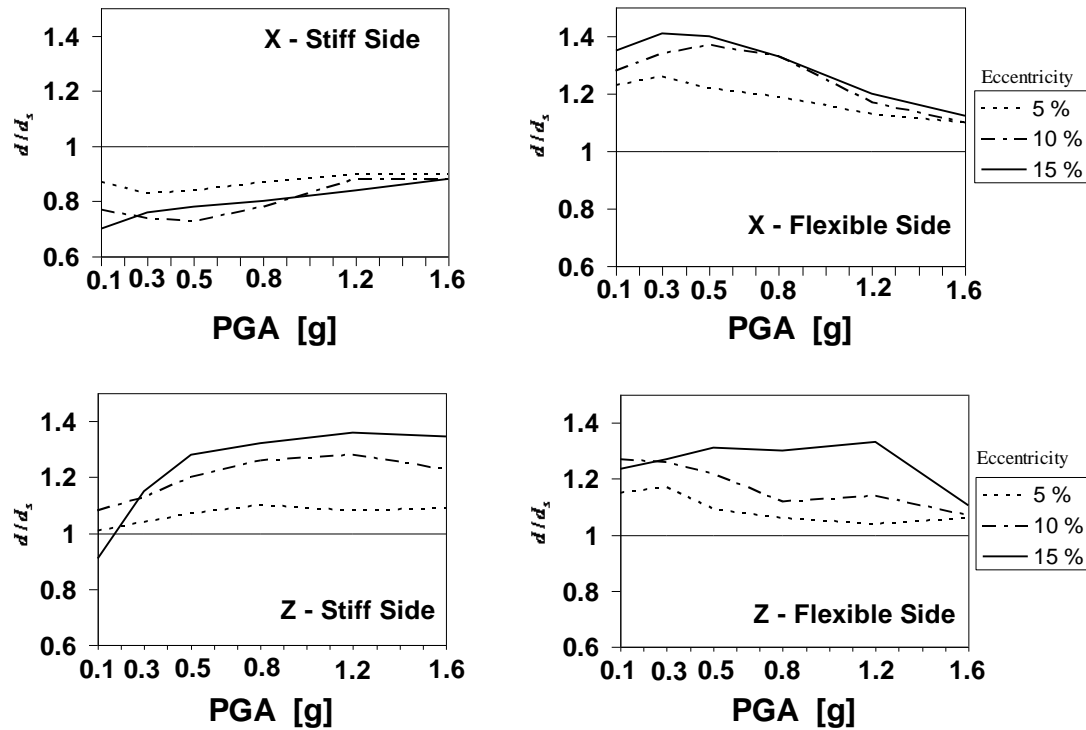 X - Stiff Side
1.4
1.2
1
0.8
0.6
d/dₛ
0.1 0.3 0.5 0.8 1.2 1.6
PGA [g]
X - Flexible Side
1.4
1.2
1
0.8
0.6
d/dₛ
0.1 0.3 0.5 0.8 1.2 1.6
PGA [g]
Eccentricity
5 %
10 %
15 %
Z - Stiff Side
1.4
1.2
1
0.8
0.6
d/dₛ
0.1 0.3 0.5 0.8 1.2 1.6
PGA [g]
Z - Flexible Side
1.4
1.2
1
0.8
0.6
d/dₛ
0.1 0.3 0.5 0.8 1.2 1.6
PGA [g]
Eccentricity
5 %
10 %
15 %